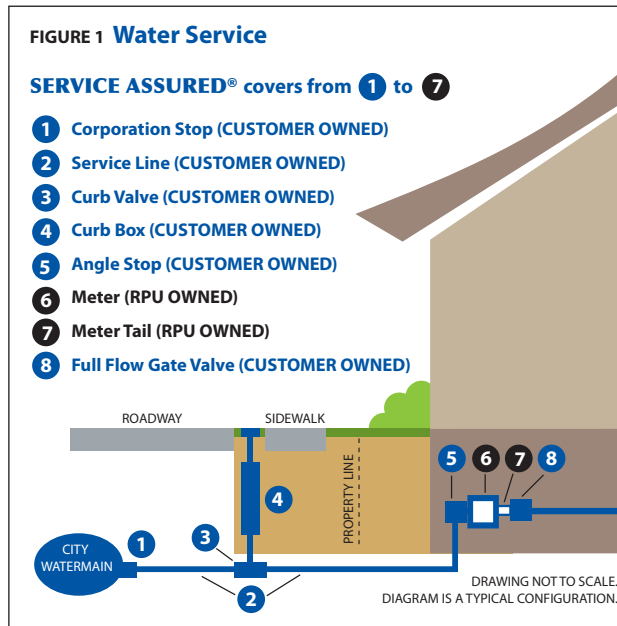 FIGURE 1 Water Service
SERVICE ASSURED® covers from 1 to 7
1 Corporation Stop (CUSTOMER OWNED)
2 Service Line (CUSTOMER OWNED)
3 Curb Valve (CUSTOMER OWNED)
4 Curb Box (CUSTOMER OWNED)
5 Angle Stop (CUSTOMER OWNED)
6 Meter (RPU OWNED)
7 Meter Tail (RPU OWNED)
8 Full Flow Gate Valve (CUSTOMER OWNED)
ROADWAY SIDEWALK
5 6 7 8
4
PROPERTY LINE
3
1
CITY
WATERMAIN
2
DRAWING NOT TO SCALE.
DIAGRAM IS A TYPICAL CONFIGURATION.